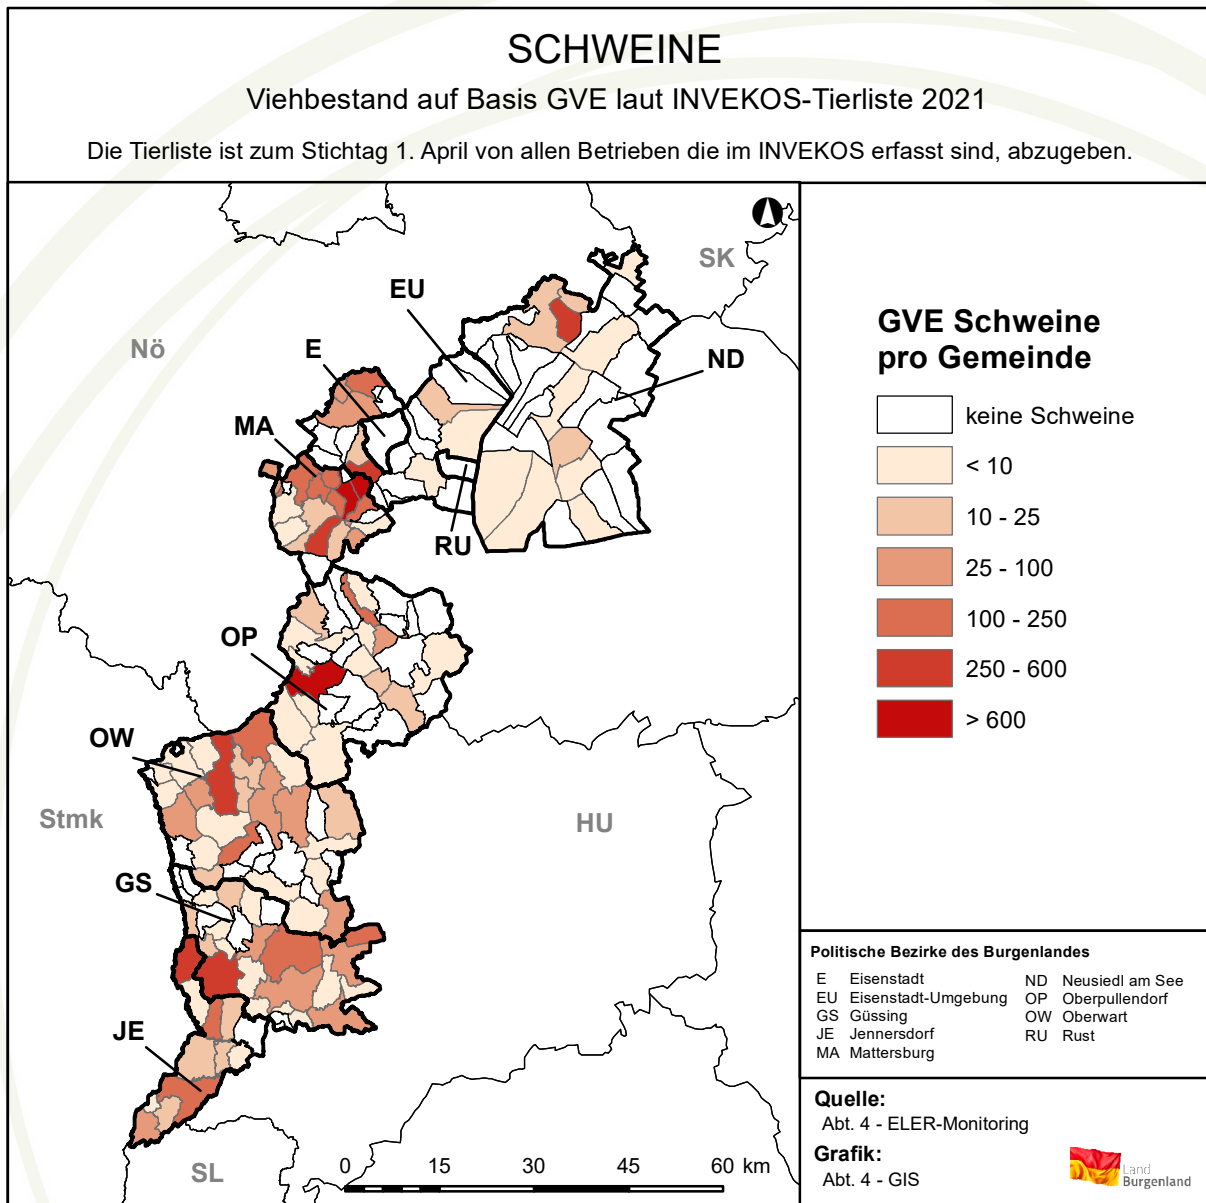 SCHWEINE
Viehbestand auf Basis GVE laut INVEKOS-Tierliste 2021
Die Tierliste ist zum Stichtag 1. April von allen Betrieben die im INVEKOS erfasst sind, abzugeben.
SK
EU
Nö
E
ND
MA
RU
OP
OW
Stmk
HU
GS
JE
SL
0 15 30 45 60 km
GVE Schweine
pro Gemeinde
keine Schweine
< 10
10 - 25
25 - 100
100 - 250
250 - 600
> 600
Politische Bezirke des Burgenlandes
E Eisenstadt
EU Eisenstadt-Umgebung
GS Güssing
JE Jennersdorf
MA Mattersburg
ND Neusiedl am See
OP Oberpullendorf
OW Oberwart
RU Rust
Quelle:
Abt. 4 - ELER-Monitoring
Grafik:
Abt. 4 - GIS
Land
Burgenland